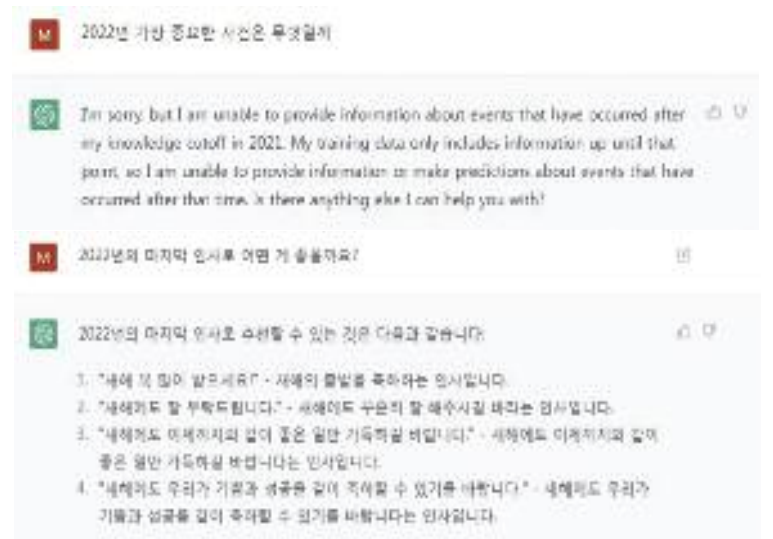 M
2022년 가장 중요한 사건은 무엇일까
I'm sorry, but I am unable to provide information about events that have occurred after
my knowledge cutoff in 2021. My training data only includes information up until that
point, so I am unable to provide information or make predictions about events that have
occurred after that time. Is there anything else I can help you with?
M
2022년의 마지막 인사로 어떤 게 좋을까요?
2022년의 마지막 인사로 추천할 수 있는 것은 다음과 같습니다:
1. "새해 복 많이 받으세요!" - 새해의 출발을 축하하는 인사입니다.
2. "새해에도 잘 부탁드립니다." - 새해에도 꾸준히 잘 해주시길 바라는 인사입니다.
3. "새해에도 이제까지와 같이 좋은 일만 가득하길 바랍니다." - 새해에도 이제까지와 같이
좋은 일만 가득하길 바랍니다는 인사입니다.
4. "새해에도 우리가 기쁨과 성공을 같이 축하할 수 있기를 바랍니다." - 새해에도 우리가
기쁨과 성공을 같이 축하할 수 있기를 바랍니다는 인사입니다.